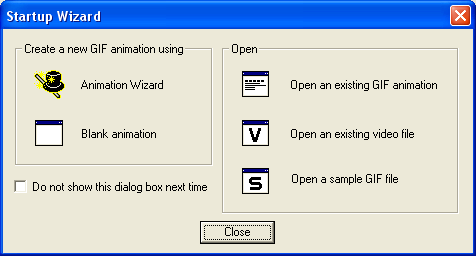 Startup Wizard
Create a new GIF animation using
Animation Wizard
Blank animation
Do not show this dialog box next time
Open
Open an existing GIF animation
V
Open an existing video file
S
Open a sample GIF file
Close